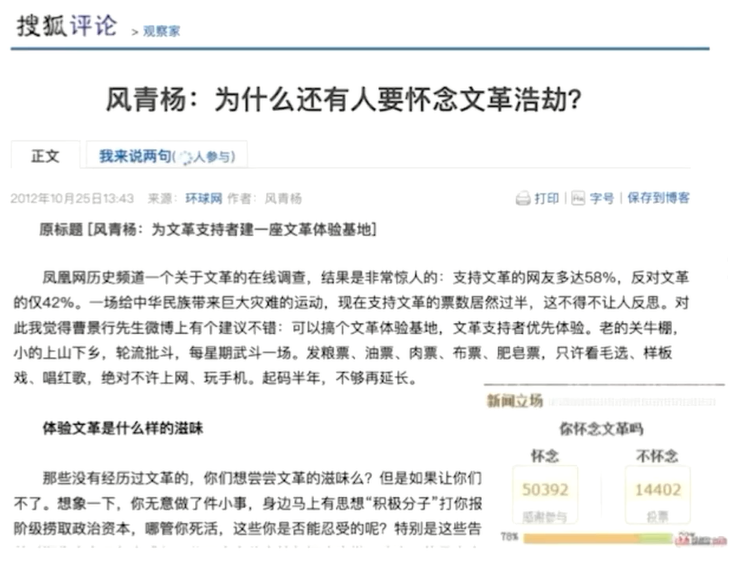 搜狐评论 > 观察家
风青杨：为什么还有人要怀念文革浩劫？
正文 我来说两句( 人参与)
2012年10月25日13:43 来源：环球网 作者：风青杨 打印 | 字号 | 保存到博客
原标题 [风青杨：为文革支持者建一座文革体验基地]
凤凰网历史频道一个关于文革的在线调查，结果是非常惊人的：支持文革的网友多达58%，反对文革
的仅42%。一场给中华民族带来巨大灾难的运动，现在支持文革的票数居然过半，这不得不让人反思。对
此我觉得曹景行先生微博上有个建议不错：可以搞个文革体验基地，文革支持者优先体验。老的关牛棚，
小的上山下乡，轮流批斗，每星期武斗一场。发粮票、油票、肉票、布票、肥皂票，只许看毛选、样板
戏、唱红歌，绝对不许上网、玩手机。起码半年，不够再延长。
体验文革是什么样的滋味
那些没有经历过文革的，你们想尝尝文革的滋味么？但是如果让你们
不了。想象一下，你无意做了件小事，身边马上有思想“积极分子”打你报
阶级捞取政治资本，哪管你死活，这些你是否能忍受的呢？特别是这些告
新闻立场
你怀念文革吗
怀念 不怀念
50392 14402
感谢参与 投票
78%